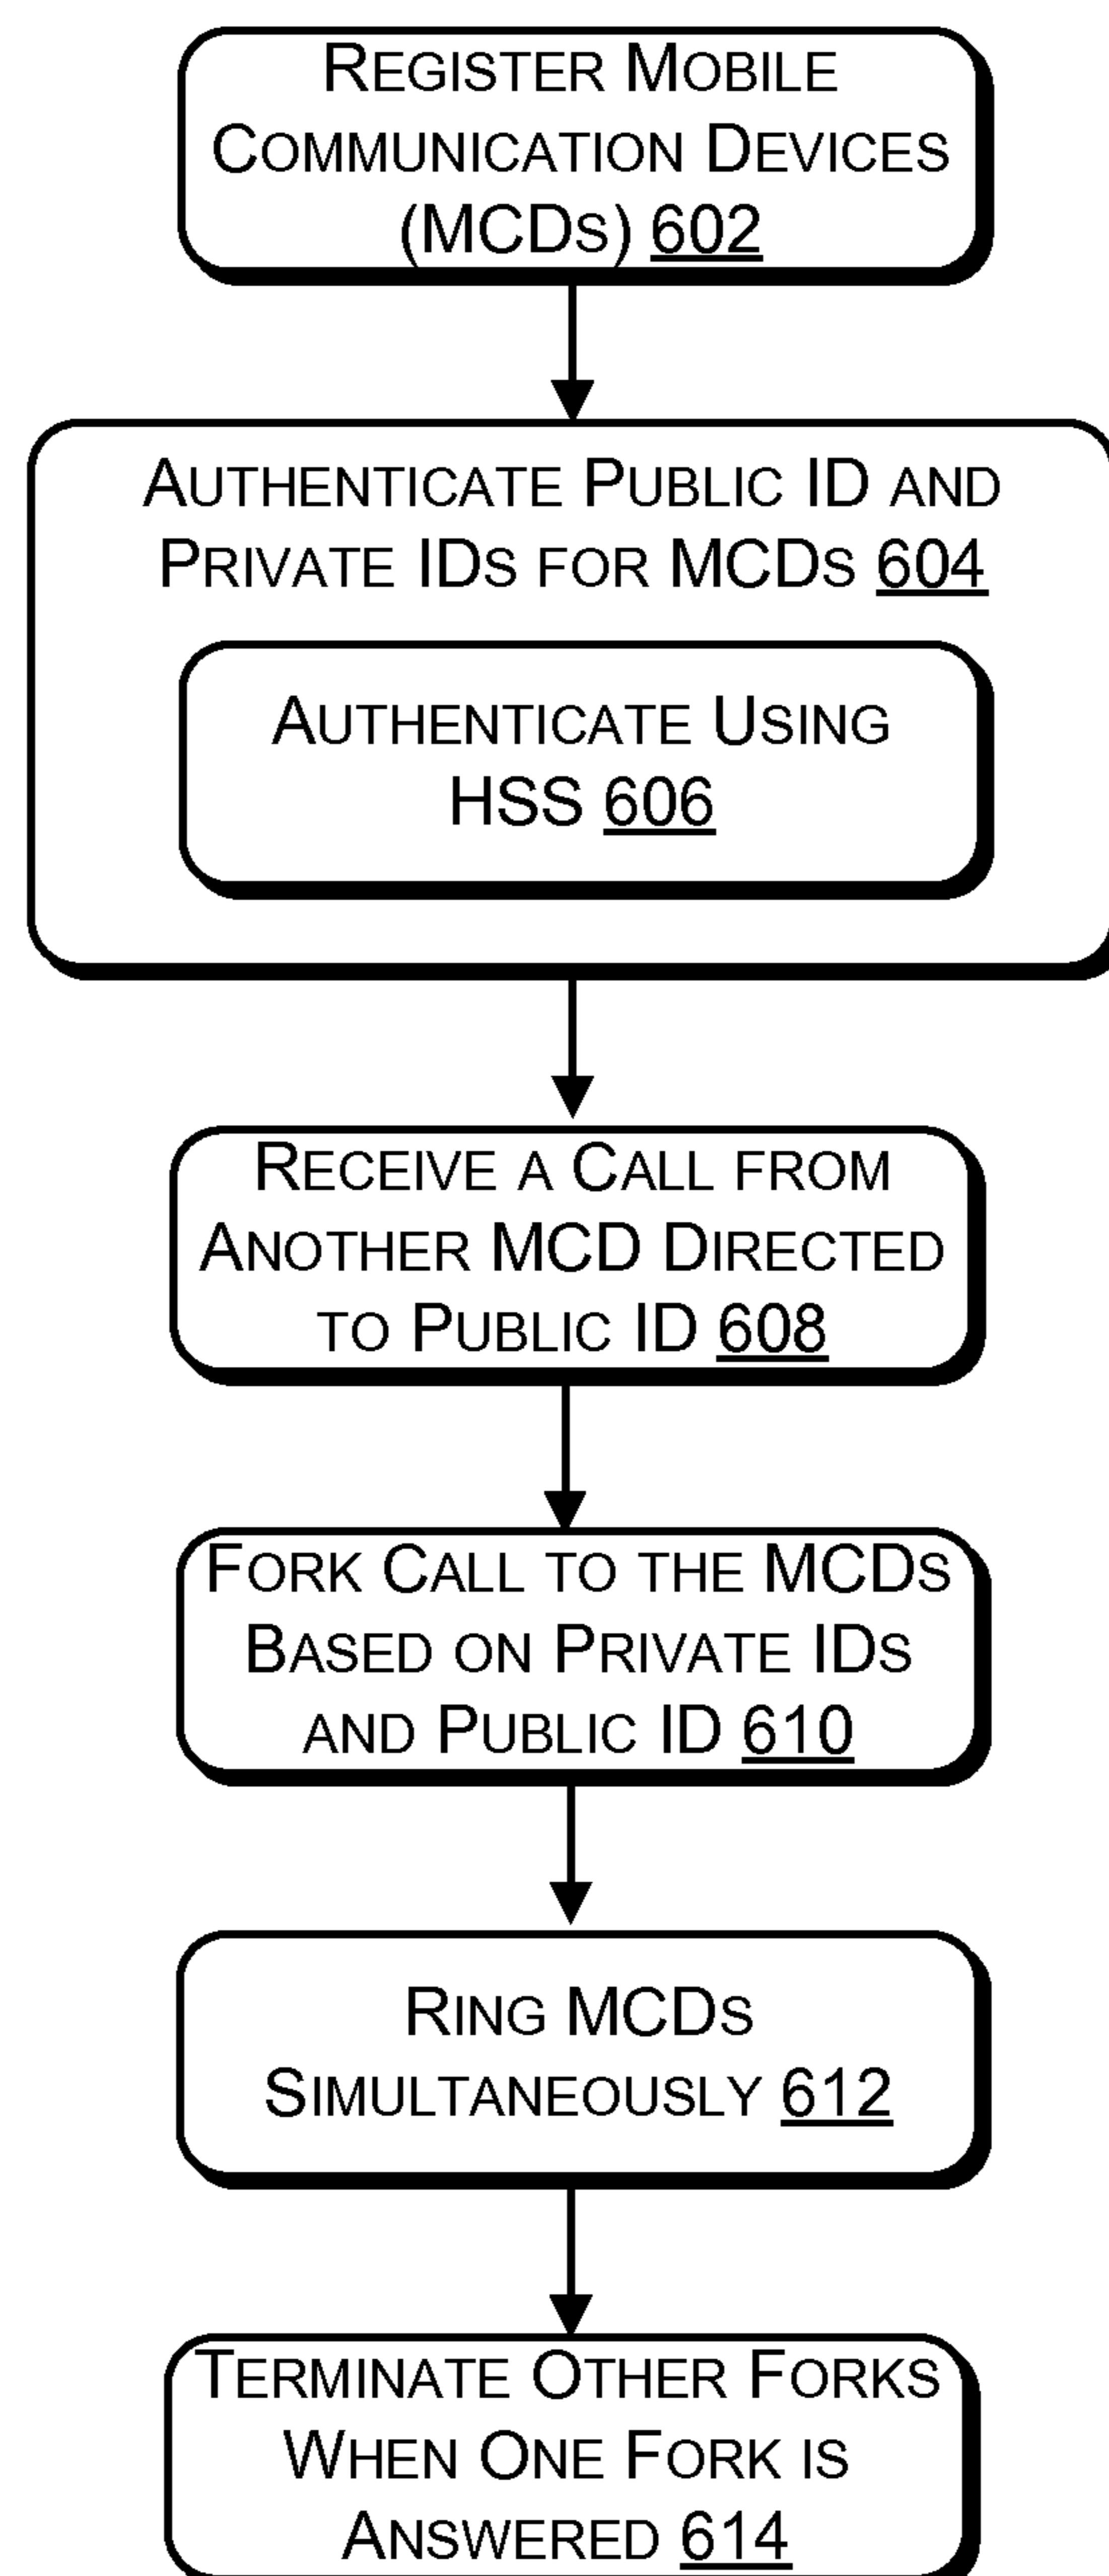 REGISTER MOBILE
COMMUNICATION DEVICES
(MCDS) 602
AUTHENTICATE PUBLIC ID AND
PRIVATE IDS FOR MCDS 604
AUTHENTICATE USING
HSS 606
RECEIVE A CALL FROM
ANOTHER MCD DIRECTED
TO PUBLIC ID 608
FORK CALL TO THE MCDS
BASED ON PRIVATE IDS
AND PUBLIC ID 610
RING MCDS
SIMULTANEOUSLY 612
TERMINATE OTHER FORKS
WHEN ONE FORK IS
ANSWERED 614